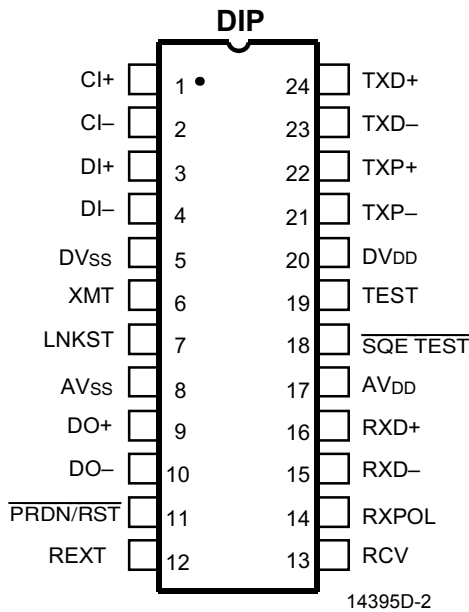 DIP
CI+ 1 24 TXD+
CI– 2 23 TXD–
DI+ 3 22 TXP+
DI– 4 21 TXP–
DVSS 5 20 DVDD
XMT 6 19 TEST
LNKST 7 18 SQE TEST
AVSS 8 17 AVDD
DO+ 9 16 RXD+
DO– 10 15 RXD–
PRDN/RST 11 14 RXPOL
REXT 12 13 RCV
14395D-2